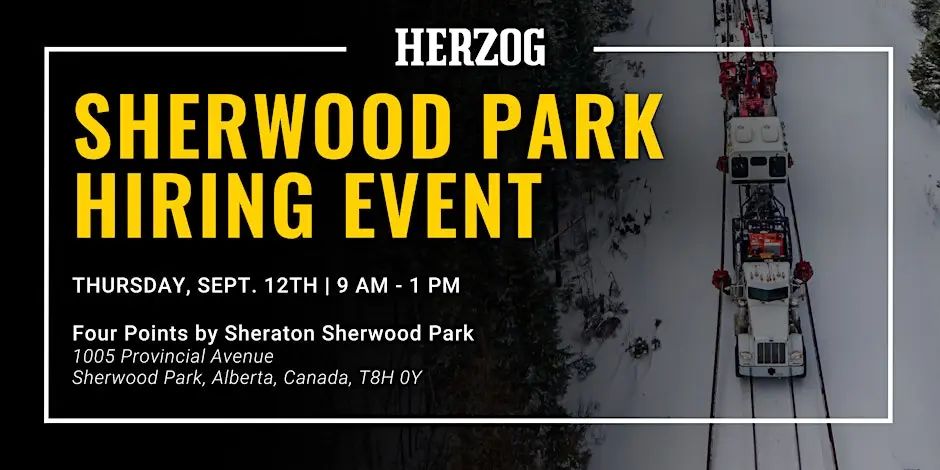 HERZOG
SHERWOOD PARK
HIRING EVENT
THURSDAY, SEPT. 12TH | 9 AM - 1 PM
Four Points by Sheraton Sherwood Park
1005 Provincial Avenue
Sherwood Park, Alberta, Canada, T8H 0Y